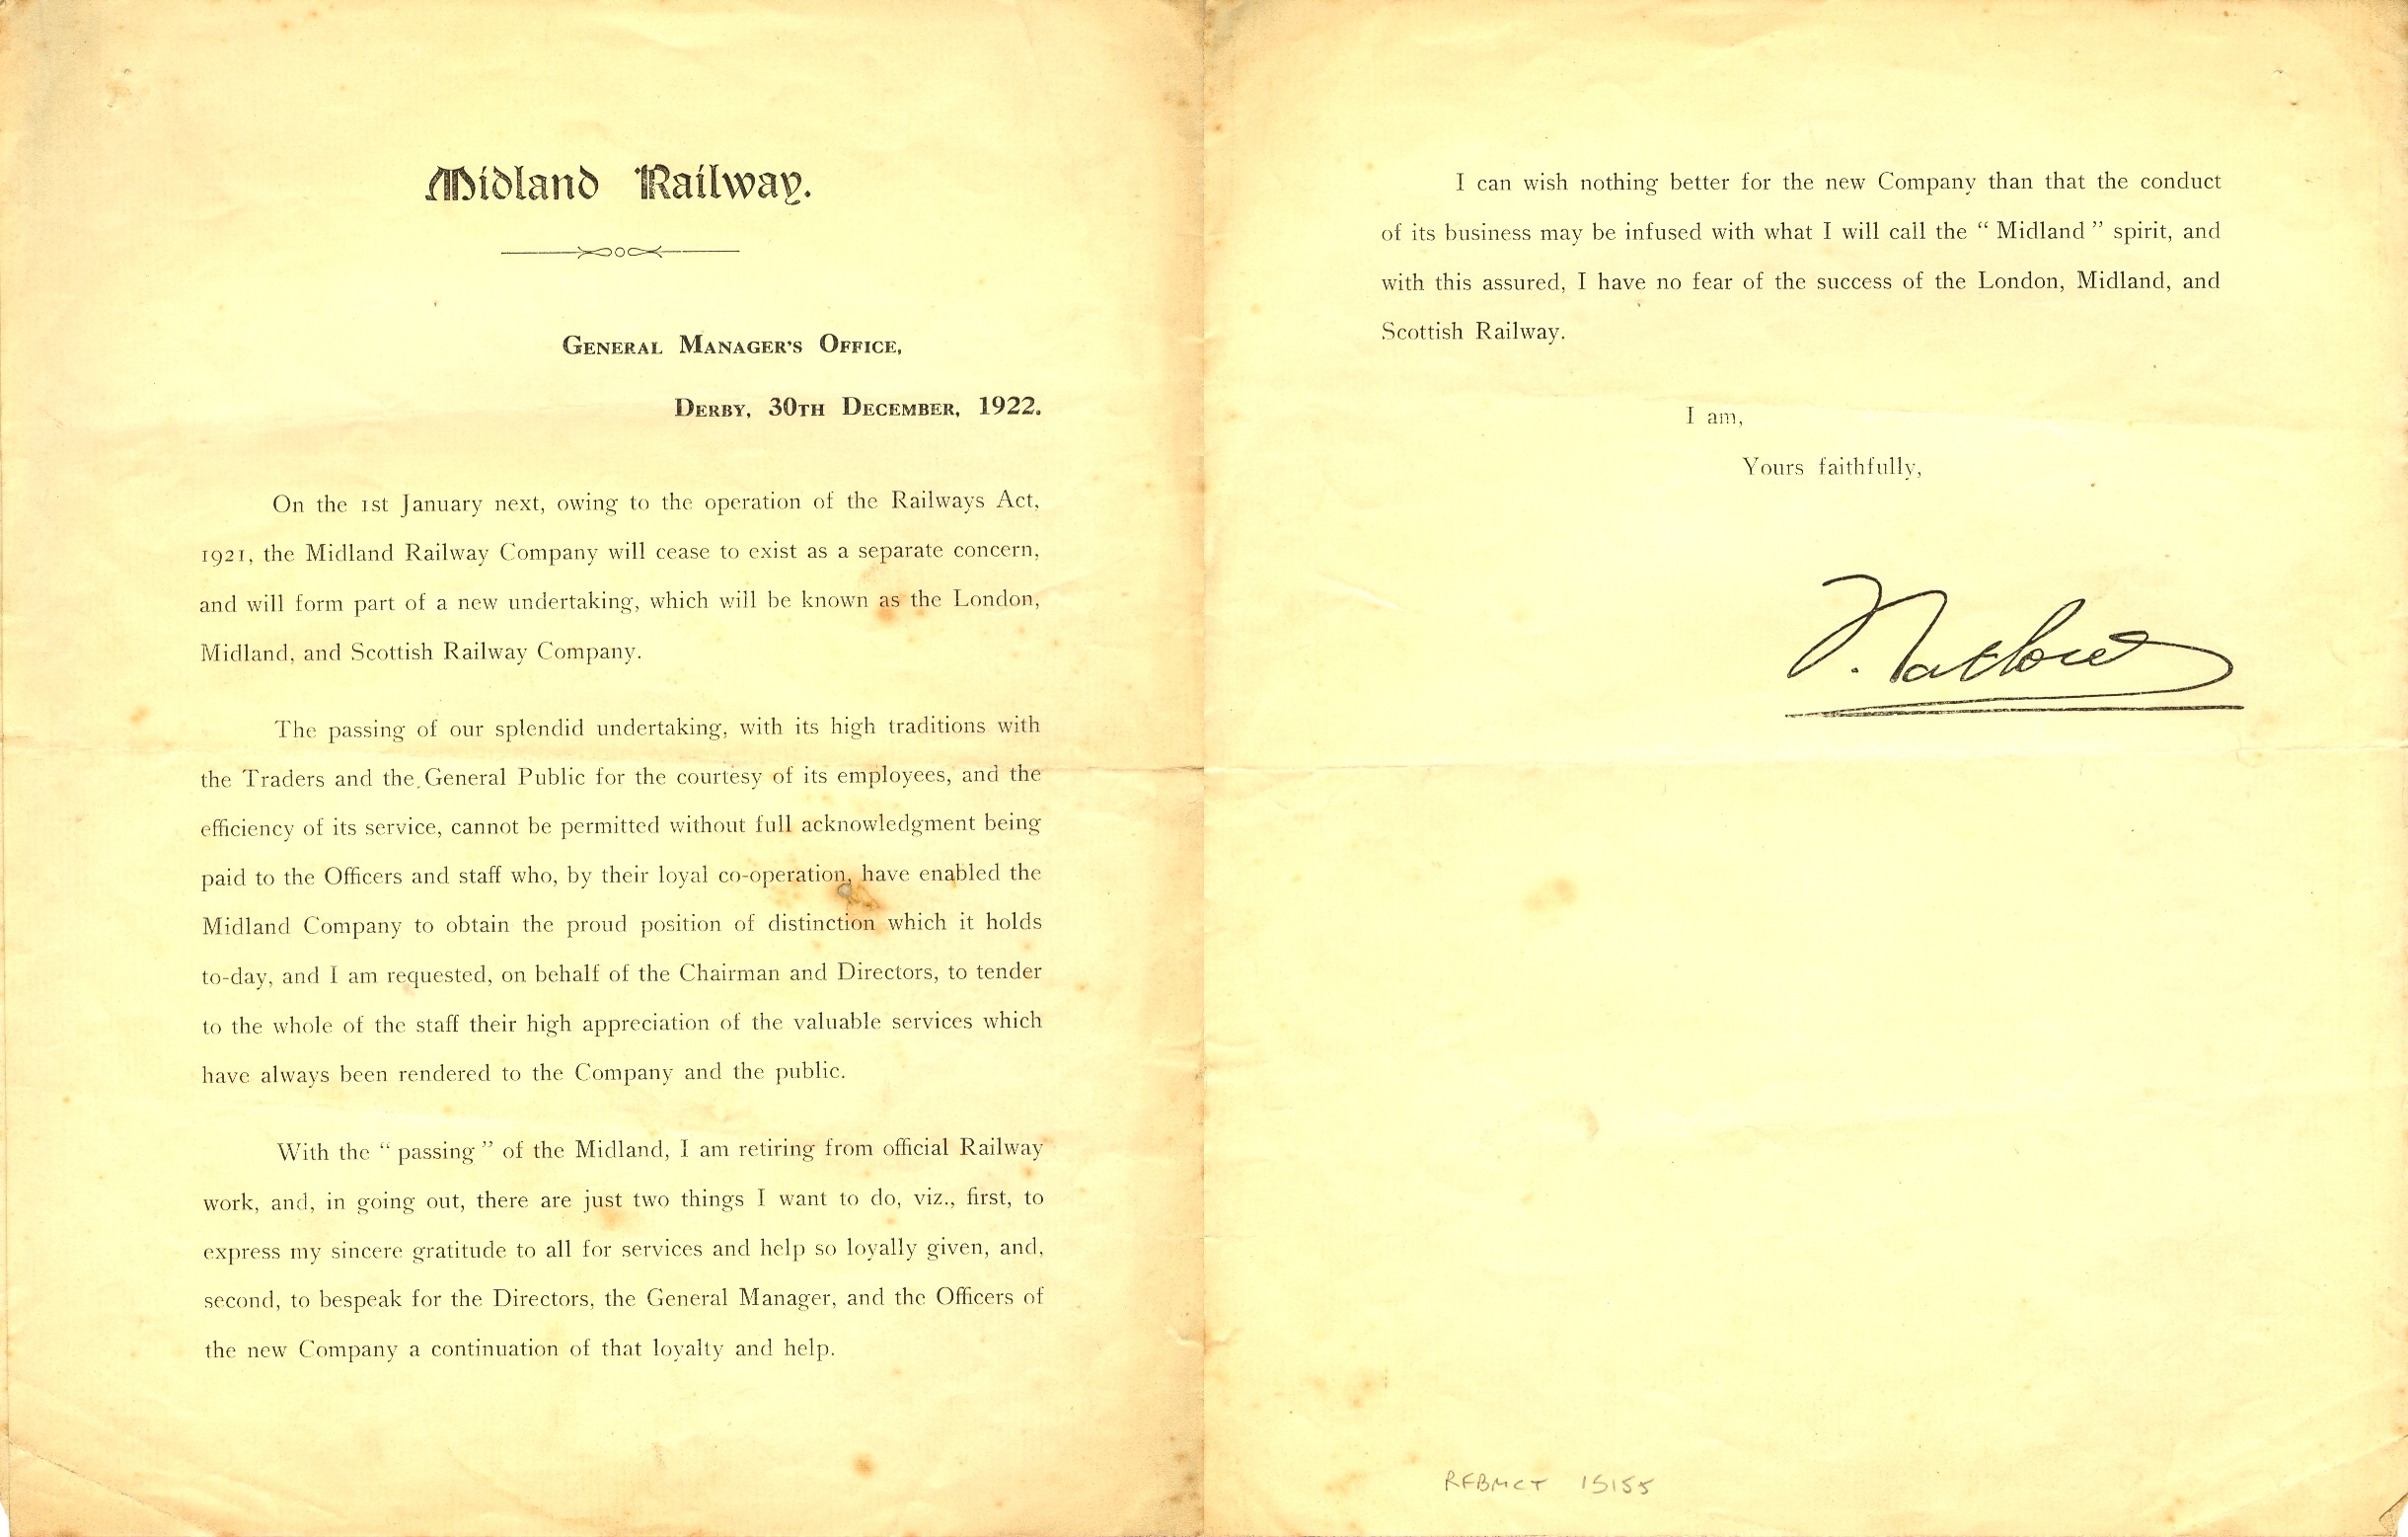 Midland Railway.
General Manager's Office,
Derby, 30th December, 1922.
On the 1st January next, owing to the operation of the Railways Act,
1921, the Midland Railway Company will cease to exist as a separate concern,
and will form part of a new undertaking, which will be known as the London,
Midland, and Scottish Railway Company.
The passing of our splendid undertaking, with its high traditions with
the Traders and the General Public for the courtesy of its employees, and the
efficiency of its service, cannot be permitted without full acknowledgment being
paid to the Officers and staff who, by their loyal co-operation, have enabled the
Midland Company to obtain the proud position of distinction which it holds
to-day, and I am requested, on behalf of the Chairman and Directors, to tender
to the whole of the staff their high appreciation of the valuable services which
have always been rendered to the Company and the public.
With the “ passing ” of the Midland, I am retiring from official Railway
work, and, in going out, there are just two things I want to do, viz., first, to
express my sincere gratitude to all for services and help so loyally given, and,
second, to bespeak for the Directors, the General Manager, and the Officers of
the new Company a continuation of that loyalty and help.
I can wish nothing better for the new Company than that the conduct
of its business may be infused with what I will call the “ Midland ” spirit, and
with this assured, I have no fear of the success of the London, Midland, and
Scottish Railway.
I am,
Yours faithfully,
RFBMCT 15155